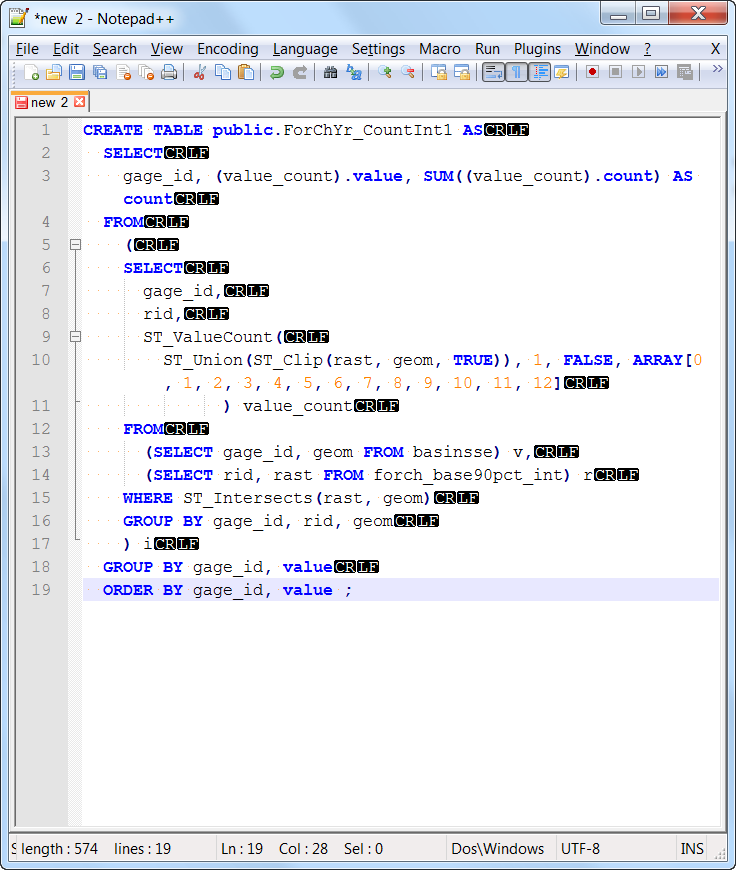 *new  2 - Notepad++
File Edit Search View Encoding Language Settings Macro Run Plugins Window ? X
new  2
1 CREATE TABLE public.ForChYr_CountInt1 ASCRLF
2 SELECTCRLF
3 gage_id, (value_count).value, SUM((value_count).count) AS
countCRLF
4 FROMCRLF
5 (CRLF
6 SELECTCRLF
7 gage_id,CRLF
8 rid,CRLF
9 ST_ValueCount(CRLF
10 ST_Union(ST_Clip(rast, geom, TRUE)), 1, FALSE, ARRAY[0
, 1, 2, 3, 4, 5, 6, 7, 8, 9, 10, 11, 12]CRLF
11 ) value_countCRLF
12 FROMCRLF
13 (SELECT gage_id, geom FROM basinsse) v,CRLF
14 (SELECT rid, rast FROM forch_base90pct_int) rCRLF
15 WHERE ST_Intersects(rast, geom)CRLF
16 GROUP BY gage_id, rid, geomCRLF
17 ) iCRLF
18 GROUP BY gage_id, valueCRLF
19 ORDER BY gage_id, value ;
S length : 574 lines : 19 Ln : 19 Col : 28 Sel : 0 Dos\Windows UTF-8 INS